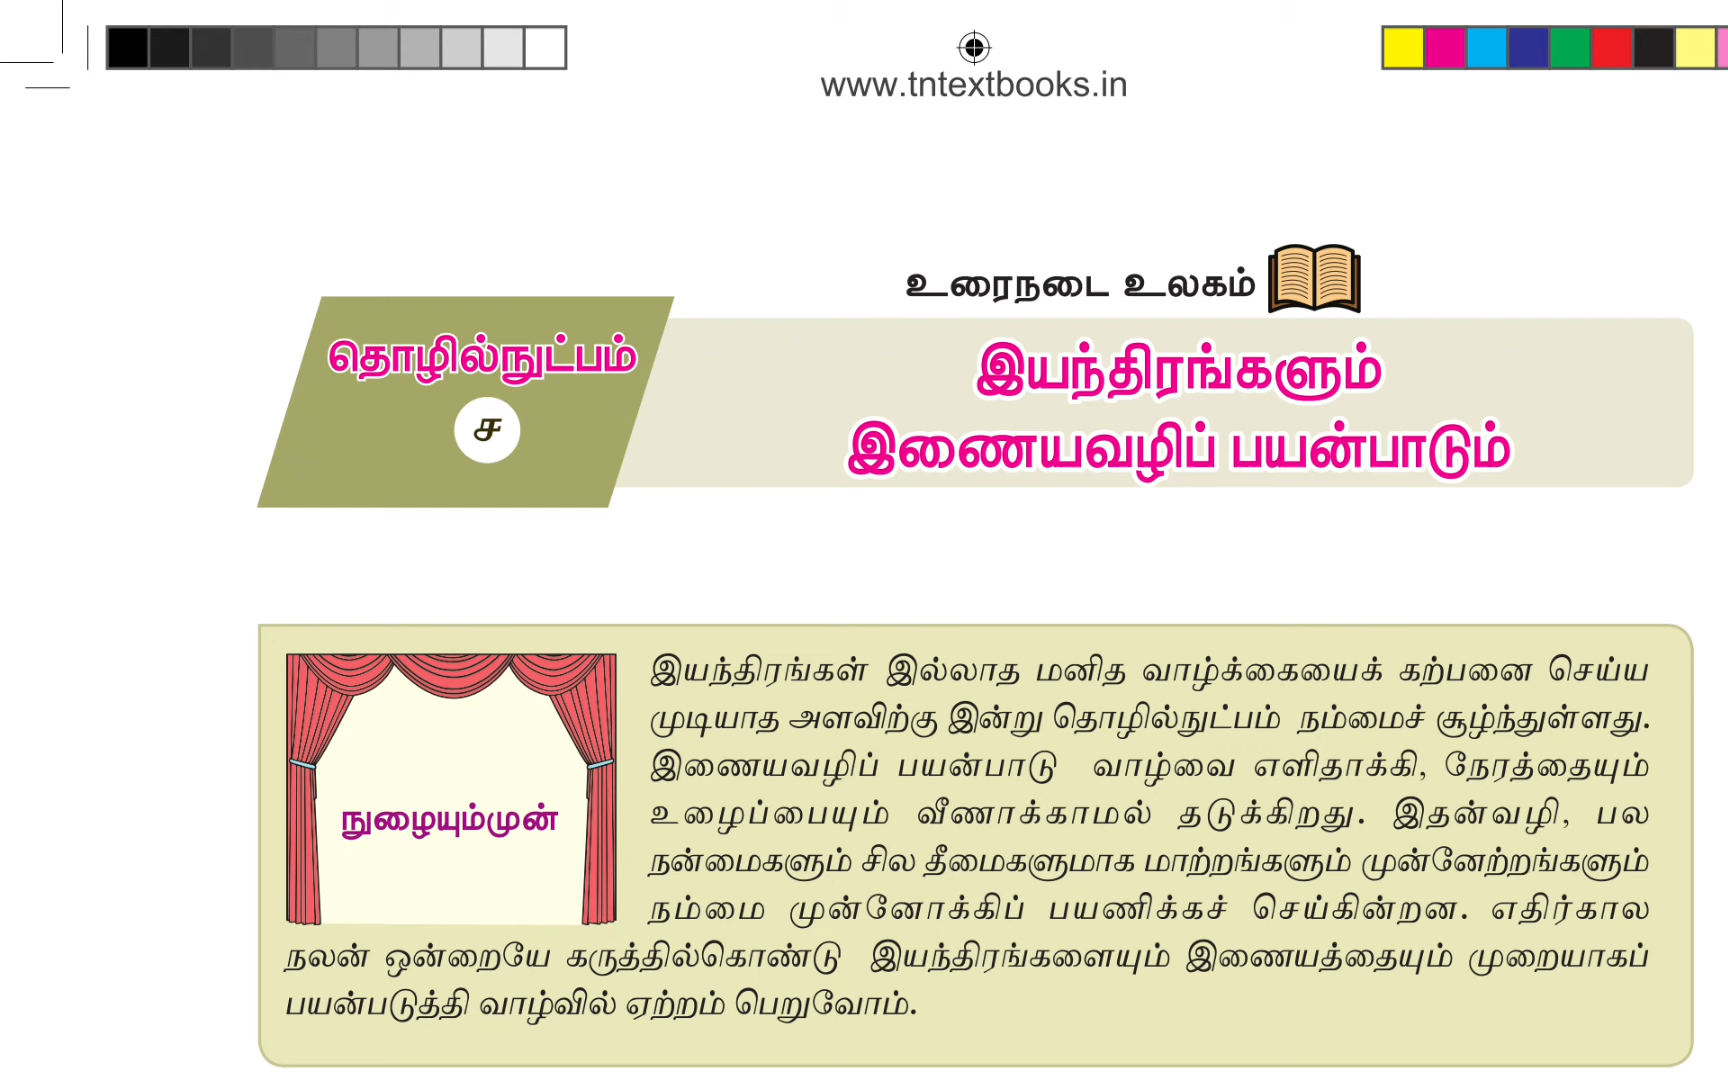 www.tntextbooks.in
உரைநடை உலகம்
தொழில்நுட்பம்
௪
இயந்திரங்களும்
இணையவழிப் பயன்பாடும்
நுழையும்முன்
இயந்திரங்கள் இல்லாத மனித வாழ்க்கையைக் கற்பனை செய்ய
முடியாத அளவிற்கு இன்று தொழில்நுட்பம் நம்மைச் சூழ்ந்துள்ளது.
இணையவழிப் பயன்பாடு வாழ்வை எளிதாக்கி, நேரத்தையும்
உழைப்பையும் வீணாக்காமல் தடுக்கிறது. இதன்வழி, பல
நன்மைகளும் சில தீமைகளுமாக மாற்றங்களும் முன்னேற்றங்களும்
நம்மை முன்னோக்கிப் பயணிக்கச் செய்கின்றன. எதிர்கால
நலன் ஒன்றையே கருத்தில்கொண்டு இயந்திரங்களையும் இணையத்தையும் முறையாகப்
பயன்படுத்தி வாழ்வில் ஏற்றம் பெறுவோம்.